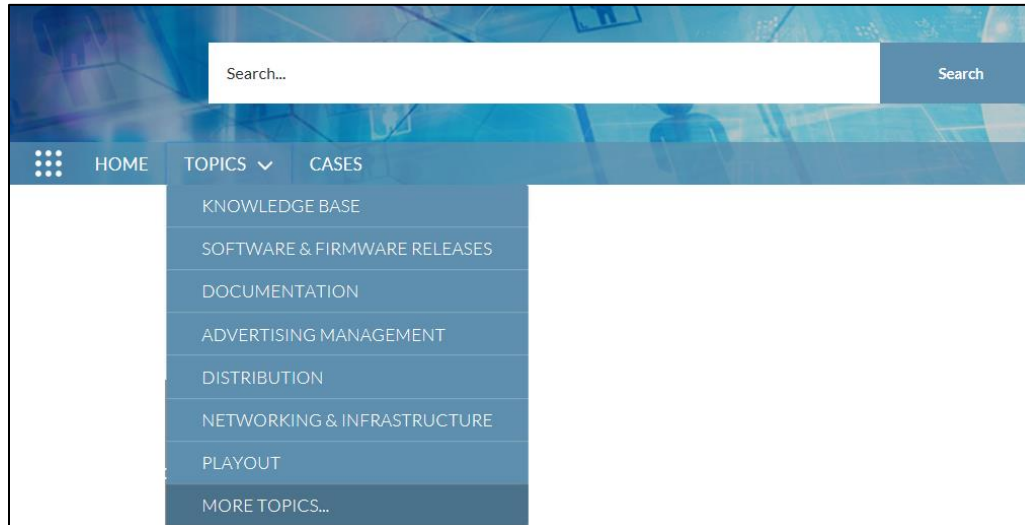 Search...
Search
HOME TOPICS CASES
KNOWLEDGE BASE
SOFTWARE & FIRMWARE RELEASES
DOCUMENTATION
ADVERTISING MANAGEMENT
DISTRIBUTION
NETWORKING & INFRASTRUCTURE
PLAYOUT
MORE TOPICS...